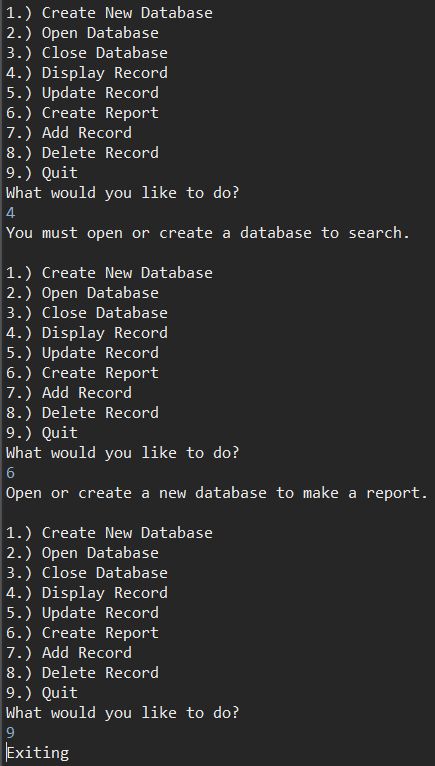 1.) Create New Database
2.) Open Database
3.) Close Database
4.) Display Record
5.) Update Record
6.) Create Report
7.) Add Record
8.) Delete Record
9.) Quit
What would you like to do?
4
You must open or create a database to search.
1.) Create New Database
2.) Open Database
3.) Close Database
4.) Display Record
5.) Update Record
6.) Create Report
7.) Add Record
8.) Delete Record
9.) Quit
What would you like to do?
6
Open or create a new database to make a report.
1.) Create New Database
2.) Open Database
3.) Close Database
4.) Display Record
5.) Update Record
6.) Create Report
7.) Add Record
8.) Delete Record
9.) Quit
What would you like to do?
9
Exiting